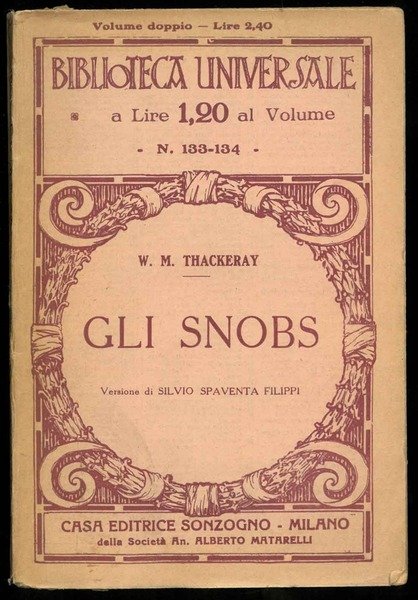 Volume doppio — Lire 2,40
BIBLIOTECA UNIVERSALE
a Lire 1,20 al Volume
- N. 133-134 -
W. M. THACKERAY
GLI SNOBS
Versione di SILVIO SPAVENTA FILIPPI
CASA EDITRICE SONZOGNO - MILANO
della Società An. ALBERTO MATARELLI